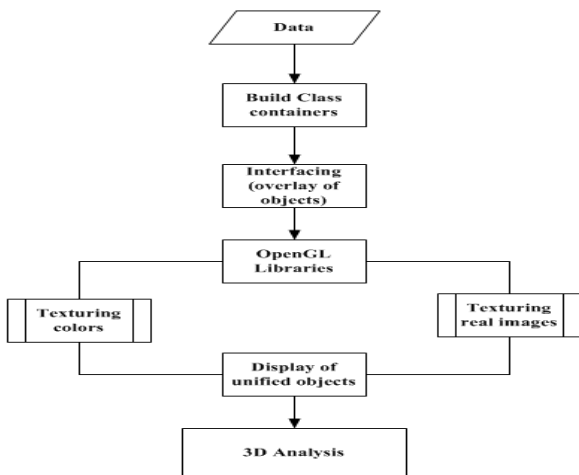 Data
Build Class
containers
Interfacing
(overlay of
objects)
OpenGL
Libraries
Texturing
colors
Texturing
real images
Display of
unified objects
3D Analysis